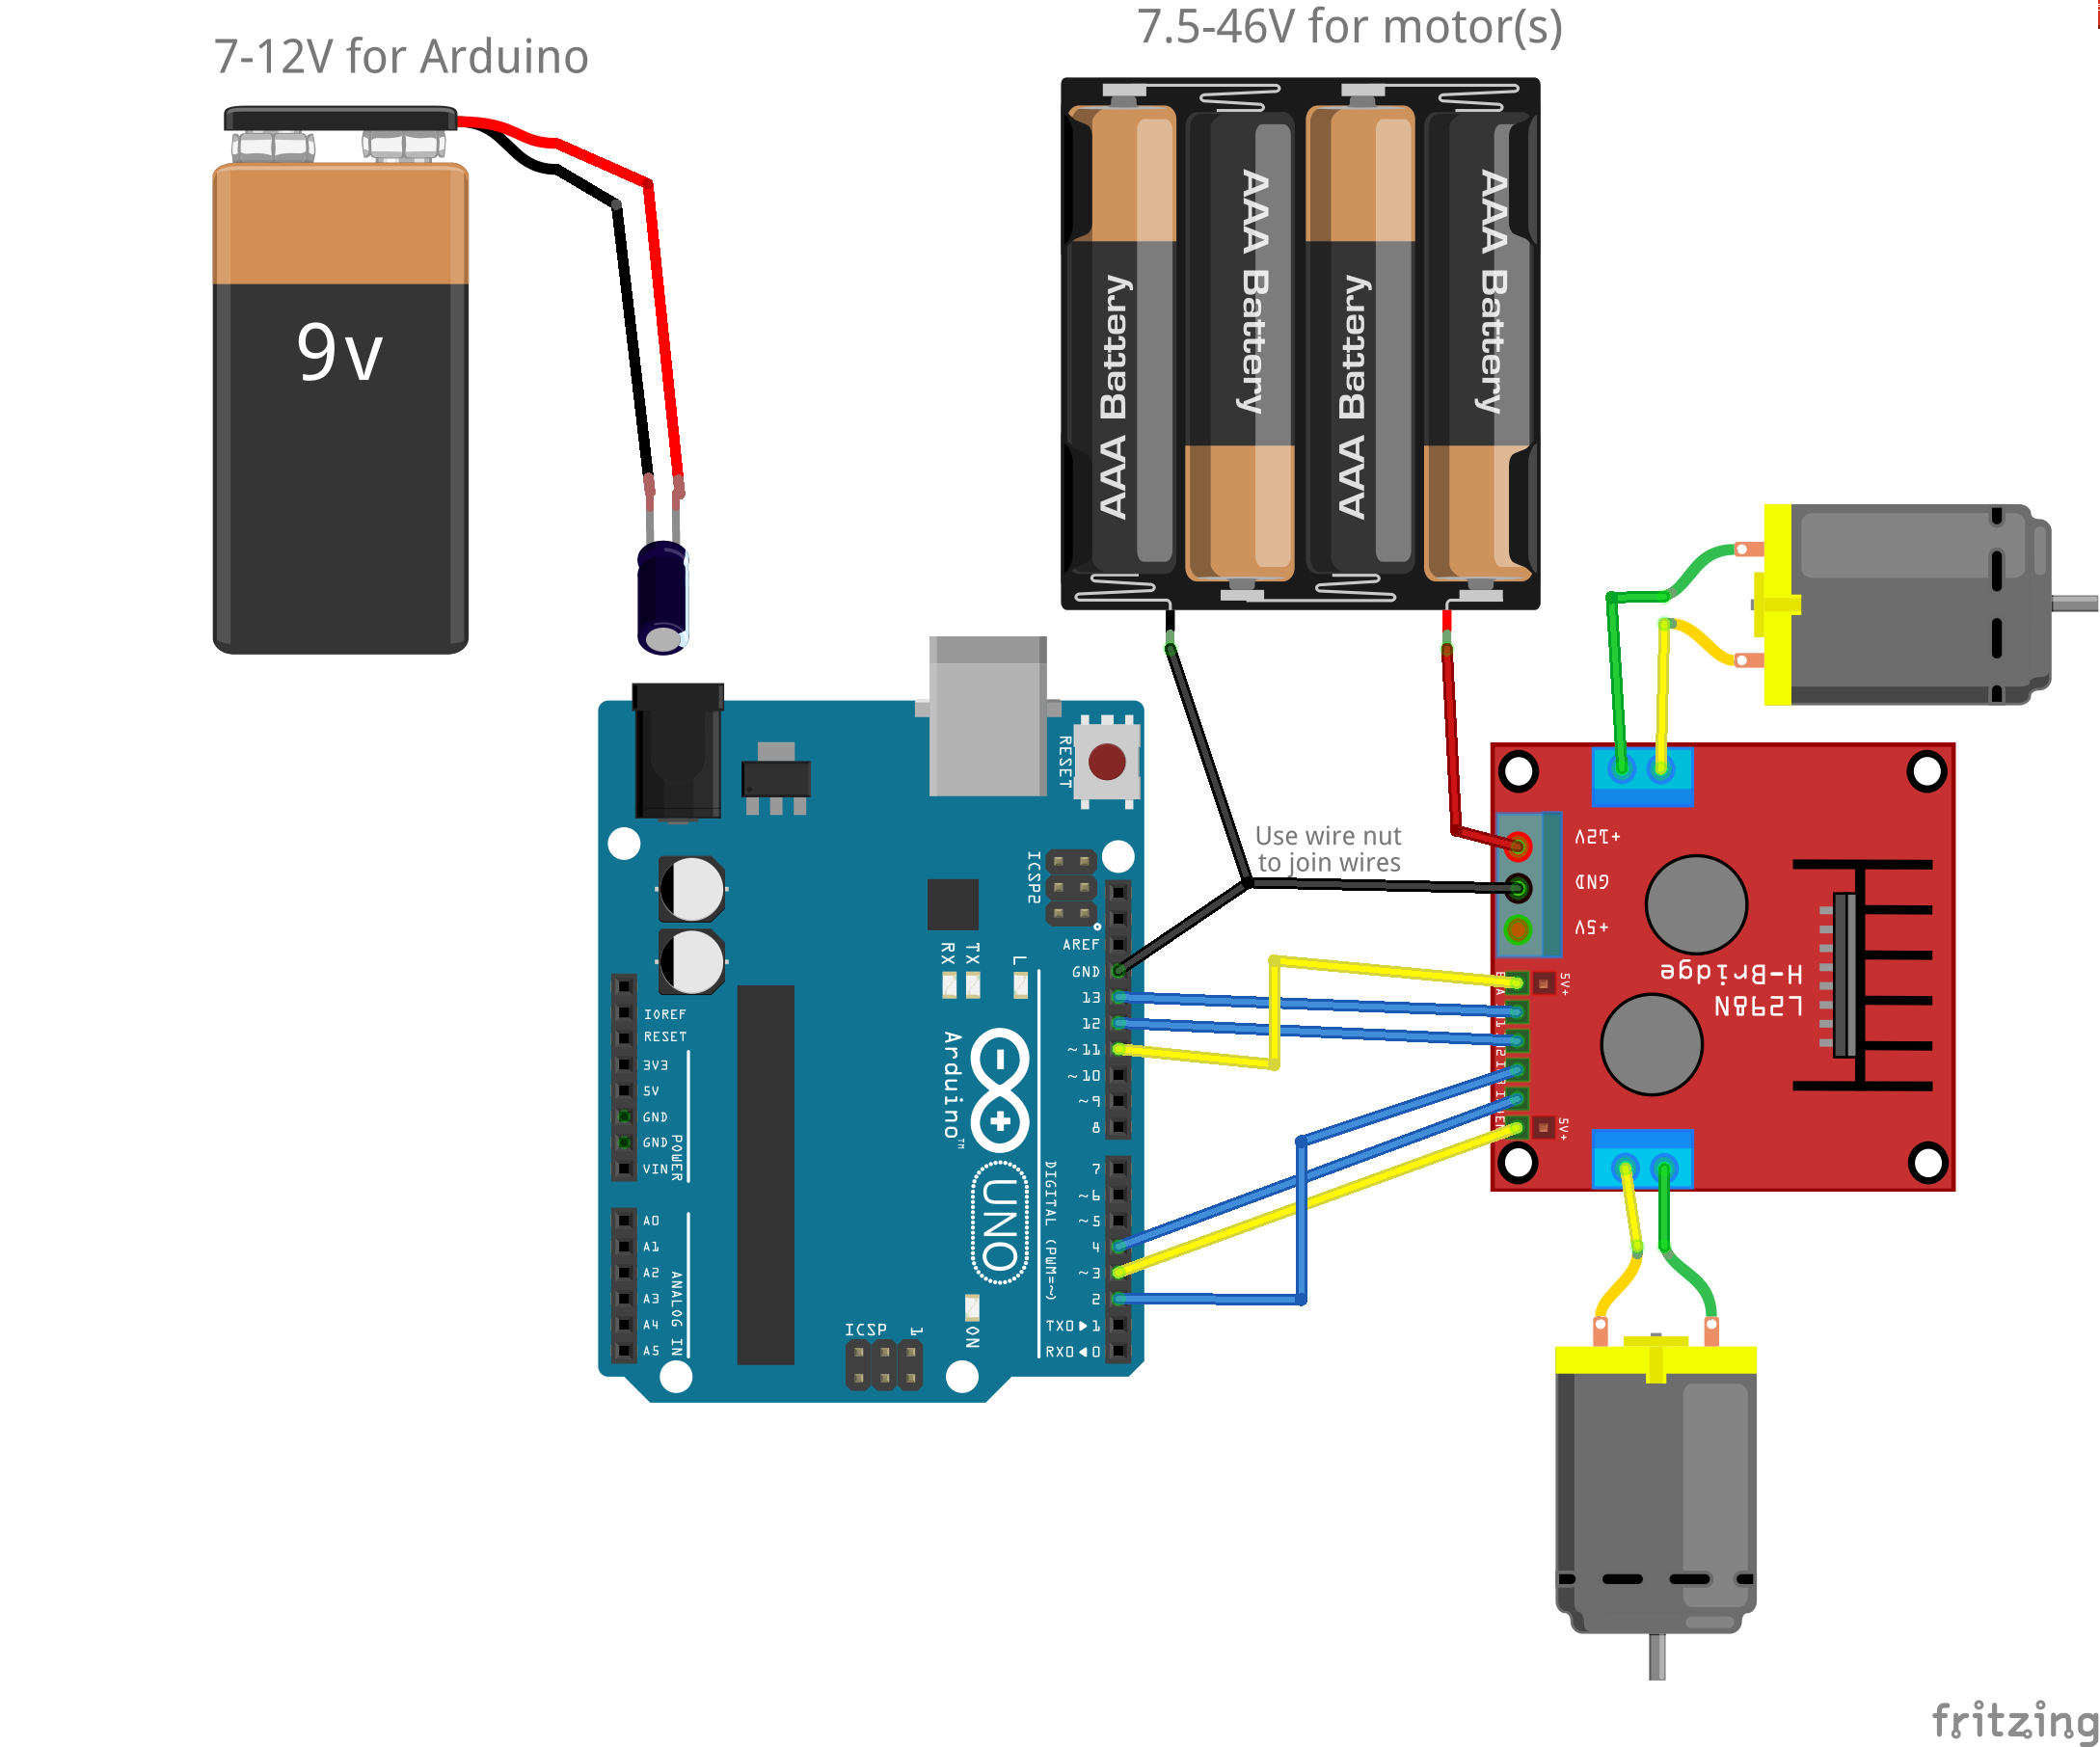 7-12V for Arduino
7.5-46V for motor(s)
9v
AAA Battery
AAA Battery
AAA Battery
AAA Battery
Use wire nut
to join wires
RESET
ICSP2
AREF
GND
13
12
~11
~10
~9
8
7
~6
~5
4
~3
2
TX0▶1
RX0◀0
RX
TX
L
Arduino™
UNO
DIGITAL (PWM=~)
IOREF
RESET
3V3
5V
GND
GND
VIN
POWER
A0
A1
A2
A3
A4
A5
ANALOG IN
ICSP
1
ON
+12V
GND
+5V
5V+
5V+
L298N
H-Bridge
fritzing